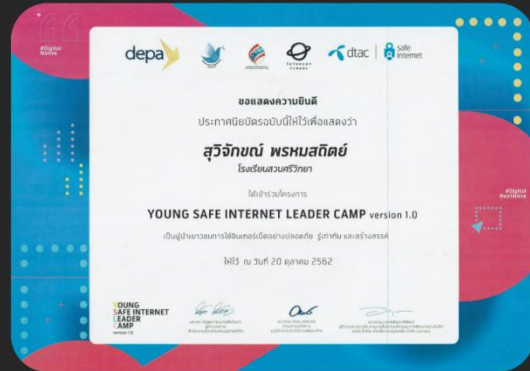 #Digital
Native
depa
SATURDAY
SCHOOL
dtac
safe
internet
ขอแสดงความยินดี
ประกาศนียบัตรฉบับนี้ให้ไว้เพื่อแสดงว่า
สุวิจักขณ์ พรหมสถิตย์
โรงเรียนสวนศรีวิทยา
ได้เข้าร่วมโครงการ
YOUNG SAFE INTERNET LEADER CAMP version 1.0
เป็นผู้นำเยาวชนการใช้อินเทอร์เน็ตอย่างปลอดภัย รู้เท่าทัน และสร้างสรรค์
ให้ไว้ ณ วันที่ 20 ตุลาคม 2562
#Digital
Resilience
YOUNG
SAFE INTERNET
LEADER
CAMP
version 1.0